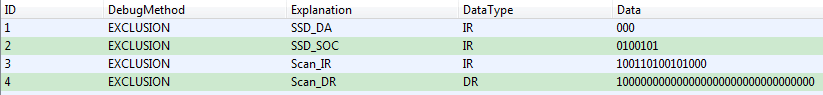 ID DebugMethod Explanation DataType Data
1 EXCLUSION SSD_DA IR 000
2 EXCLUSION SSD_SOC IR 0100101
3 EXCLUSION Scan_IR IR 100110100101000
4 EXCLUSION Scan_DR DR 100000000000000000000000000000000